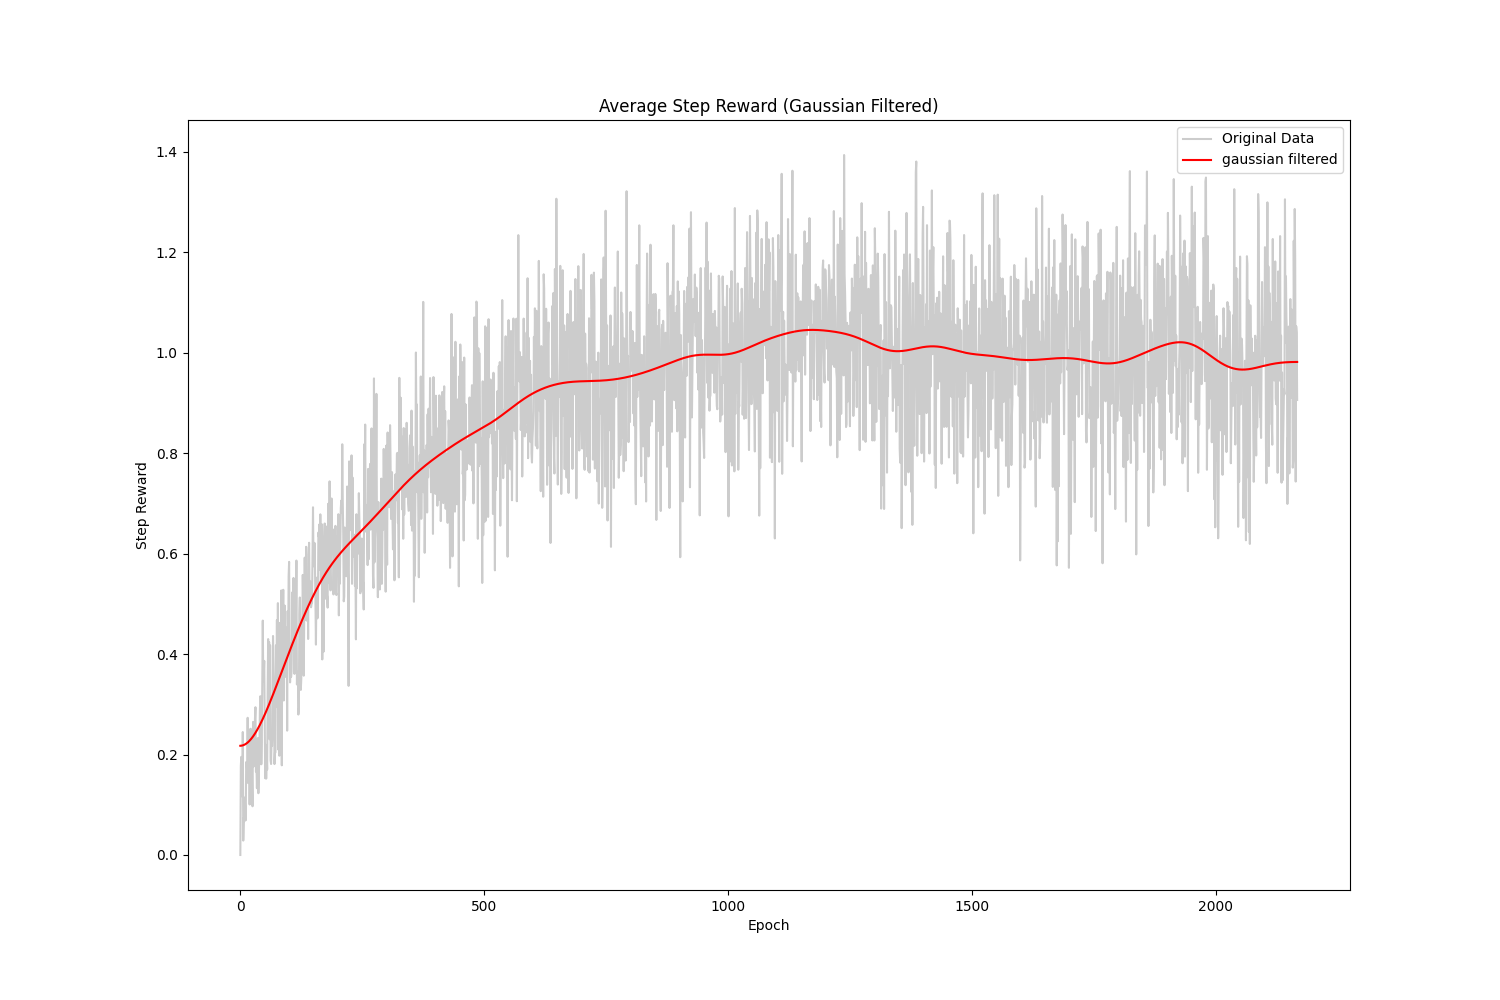 Average Step Reward (Gaussian Filtered)
Original Data
gaussian filtered
1.4
1.2
1.0
0.8
0.6
0.4
0.2
0.0
Step Reward
0 500 1000 1500 2000
Epoch